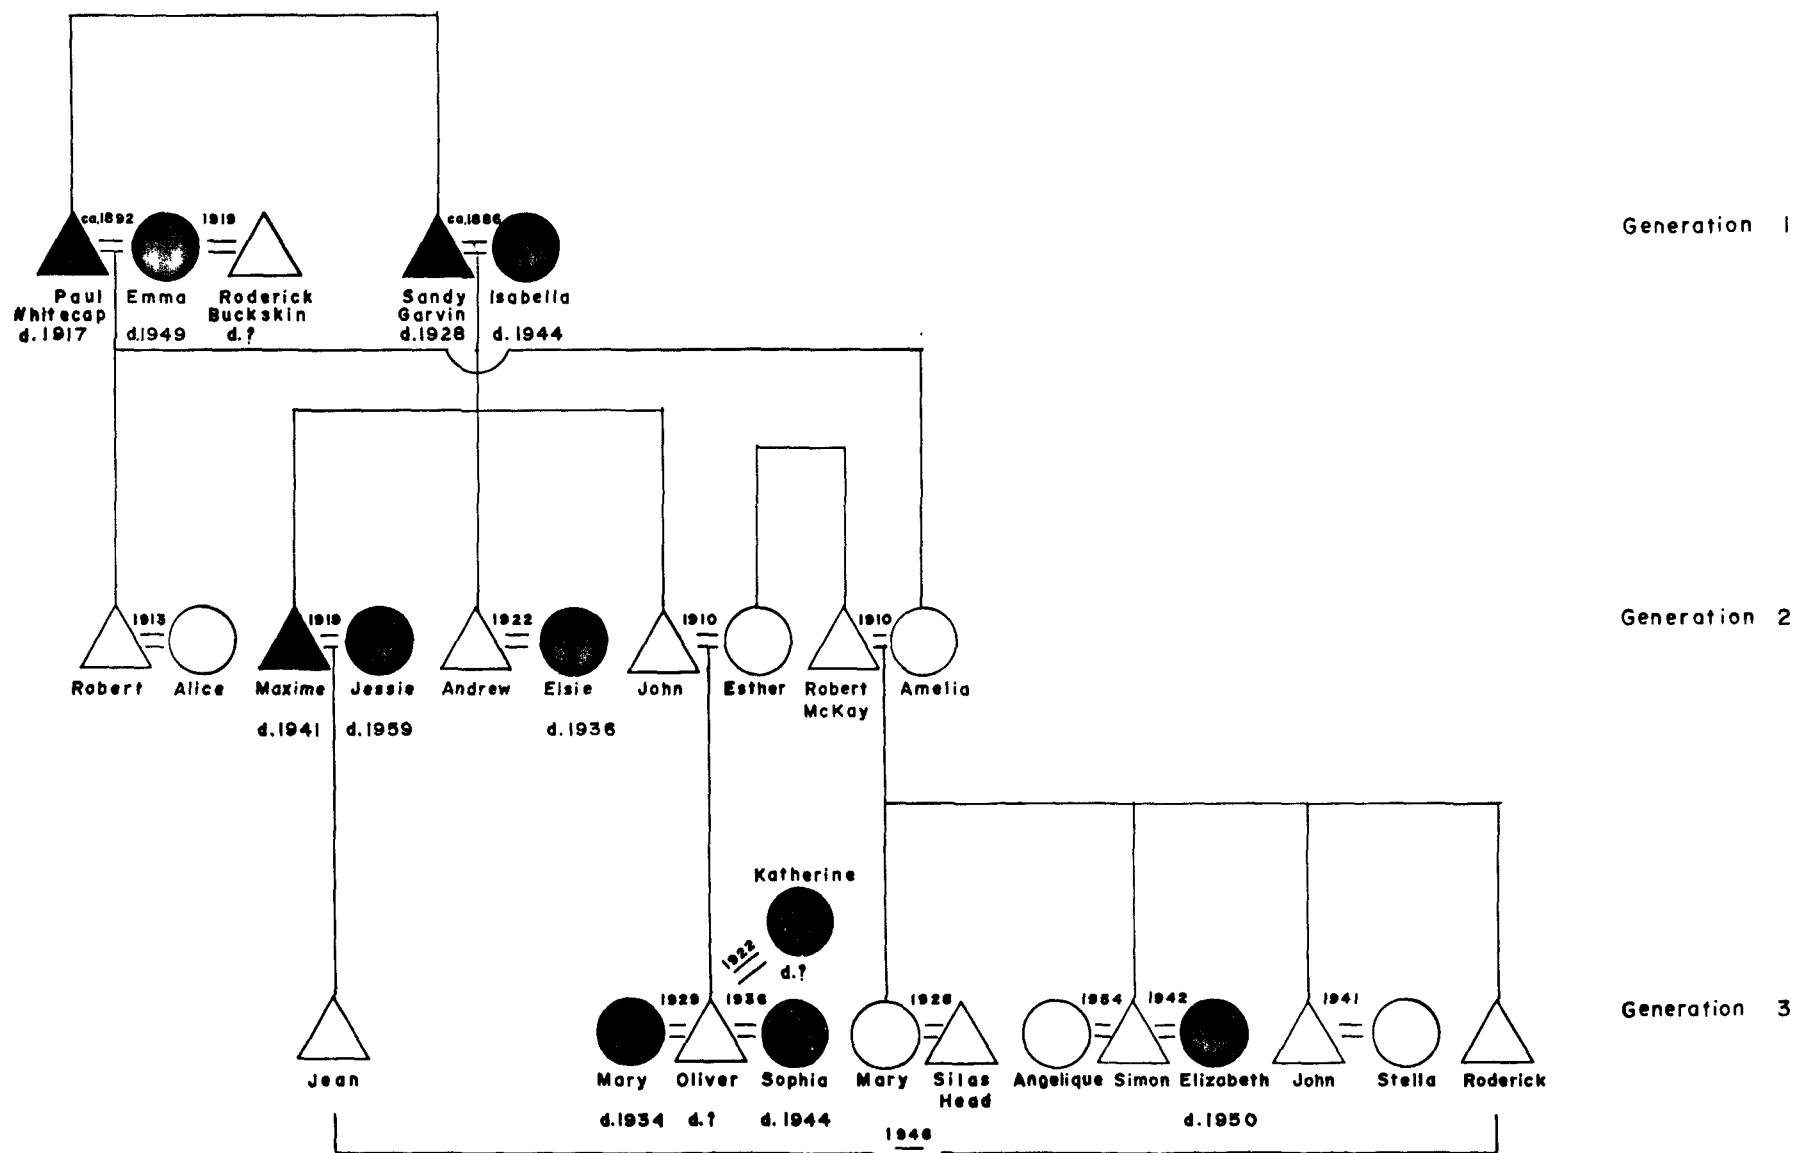 ca.1892
1919
ca.1886
Generation 1
Paul Emma Roderick Sandy Isabella
Whitecap Buckskin Garvin
d.1917 d.1949 d.? d.1928 d.1944
1913 1919 1922 1910 1910
Generation 2
Robert Alice Maxime Jessie Andrew Elsie John Esther Robert Amelia
McKay
d.1941 d.1959 d.1936
Katherine
1922
d.?
1929 1936 1928 1954 1942 1941
Generation 3
Jean Mary Oliver Sophia Mary Silas Angelique Simon Elizabeth John Stella Roderick
Head
d.1934 d.? d.1944 d.1950
1946